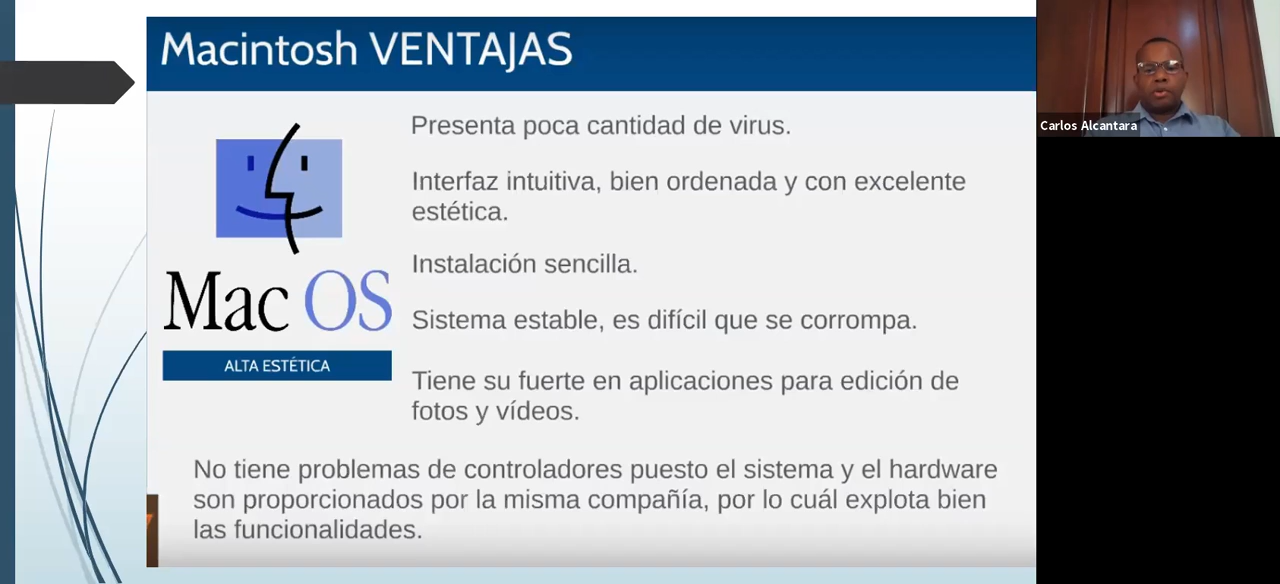 Macintosh VENTAJAS
Presenta poca cantidad de virus.
Interfaz intuitiva, bien ordenada y con excelente
estética.
Instalación sencilla.
Sistema estable, es difícil que se corrompa.
Tiene su fuerte en aplicaciones para edición de
fotos y vídeos.
Mac OS
ALTA ESTÉTICA
No tiene problemas de controladores puesto el sistema y el hardware
son proporcionados por la misma compañía, por lo cuál explota bien
las funcionalidades.
Carlos Alcantara